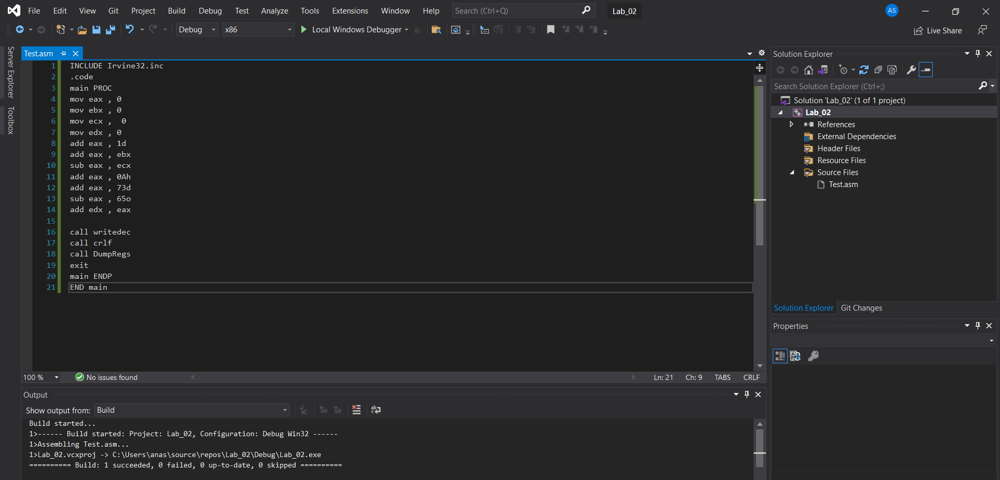 File Edit View Git Project Build Debug Test Analyze Tools Extensions Window Help Search (Ctrl+Q) Lab_02 AS
Debug x86 Local Windows Debugger Live Share
Server Explorer
Toolbox
Test.asm
1 INCLUDE Irvine32.inc
2 .code
3 main PROC
4 mov eax , 0
5 mov ebx , 0
6 mov ecx ,  0
7 mov edx , 0
8 add eax , 1d
9 add eax , ebx
10 sub eax , ecx
11 add eax , 0Ah
12 add eax , 73d
13 sub eax , 65o
14 add edx , eax
15
16 call writedec
17 call crlf
18 call DumpRegs
19 exit
20 main ENDP
21 END main
100 % No issues found Ln: 21 Ch: 9 TABS CRLF
Output
Show output from: Build
Build started...
1>------ Build started: Project: Lab_02, Configuration: Debug Win32 ------
1>Assembling Test.asm...
1>Lab_02.vcxproj -> C:\Users\anas\source\repos\Lab_02\Debug\Lab_02.exe
========== Build: 1 succeeded, 0 failed, 0 up-to-date, 0 skipped ==========
Solution Explorer
Search Solution Explorer (Ctrl+;)
Solution 'Lab_02' (1 of 1 project)
Lab_02
References
External Dependencies
Header Files
Resource Files
Source Files
Test.asm
Solution Explorer Git Changes
Properties